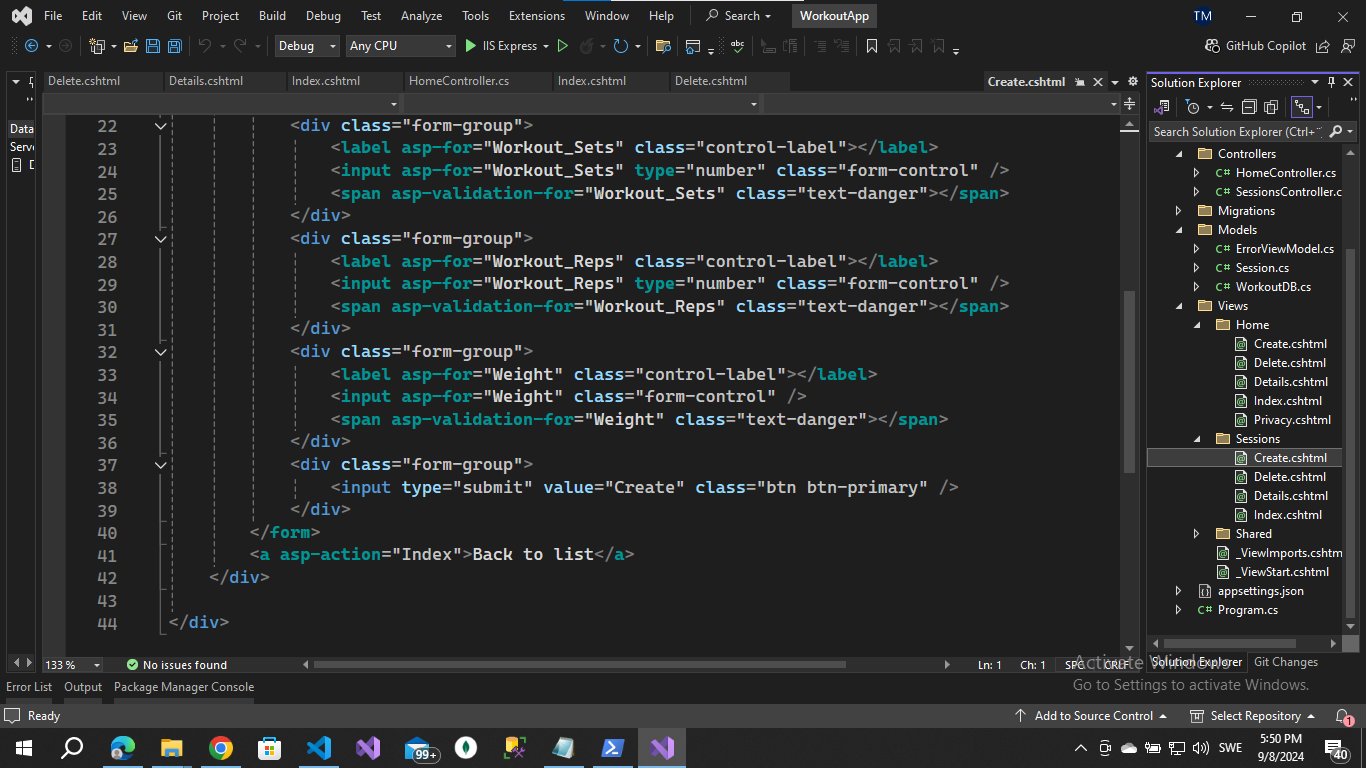 File Edit View Git Project Build Debug Test Analyze Tools Extensions Window Help Search WorkoutApp TM
Debug Any CPU IIS Express GitHub Copilot
Delete.cshtml Details.cshtml Index.cshtml HomeController.cs Index.cshtml Delete.cshtml Create.cshtml
Data
Serv
22 <div class="form-group">
23 <label asp-for="Workout_Sets" class="control-label"></label>
24 <input asp-for="Workout_Sets" type="number" class="form-control" />
25 <span asp-validation-for="Workout_Sets" class="text-danger"></span>
26 </div>
27 <div class="form-group">
28 <label asp-for="Workout_Reps" class="control-label"></label>
29 <input asp-for="Workout_Reps" type="number" class="form-control" />
30 <span asp-validation-for="Workout_Reps" class="text-danger"></span>
31 </div>
32 <div class="form-group">
33 <label asp-for="Weight" class="control-label"></label>
34 <input asp-for="Weight" class="form-control" />
35 <span asp-validation-for="Weight" class="text-danger"></span>
36 </div>
37 <div class="form-group">
38 <input type="submit" value="Create" class="btn btn-primary" />
39 </div>
40 </form>
41 <a asp-action="Index">Back to list</a>
42 </div>
43
44 </div>
133 % No issues found Ln: 1 Ch: 1 SPC CRLF
Solution Explorer
Search Solution Explorer (Ctrl+
Controllers
C# HomeController.cs
C# SessionsController.c
Migrations
Models
C# ErrorViewModel.cs
C# Session.cs
C# WorkoutDB.cs
Views
Home
Create.cshtml
Delete.cshtml
Details.cshtml
Index.cshtml
Privacy.cshtml
Sessions
Create.cshtml
Delete.cshtml
Details.cshtml
Index.cshtml
Shared
_ViewImports.cshtm
_ViewStart.cshtml
appsettings.json
C# Program.cs
Solution Explorer Git Changes
Activate Windows
Go to Settings to activate Windows.
Error List Output Package Manager Console
Ready Add to Source Control Select Repository 1
99+ SWE 5:50 PM
9/8/2024 40